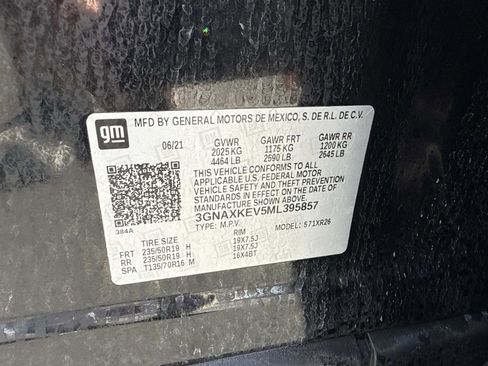 gm
MFD BY GENERAL MOTORS DE MEXICO, S. DE R.L. DE C.V.
06/21 GVWR GAWR FRT GAWR RR
2025 KG 1175 KG 1200 KG
4464 LB 2590 LB 2645 LB
THIS VEHICLE CONFORMS TO ALL
APPLICABLE U.S. FEDERAL MOTOR
VEHICLE SAFETY AND THEFT PREVENTION
STANDARDS IN EFFECT ON THE DATE OF
MANUFACTURE SHOWN ABOVE.
3GNAXKEV5ML395857
384A
TYPE: M.P.V. MODEL: 571XR26
TIRE SIZE RIM
FRT 235/50R19 H 19X7.5J
RR 235/50R19 H 19X7.5J
SPA T135/70R16 M 16X4BT